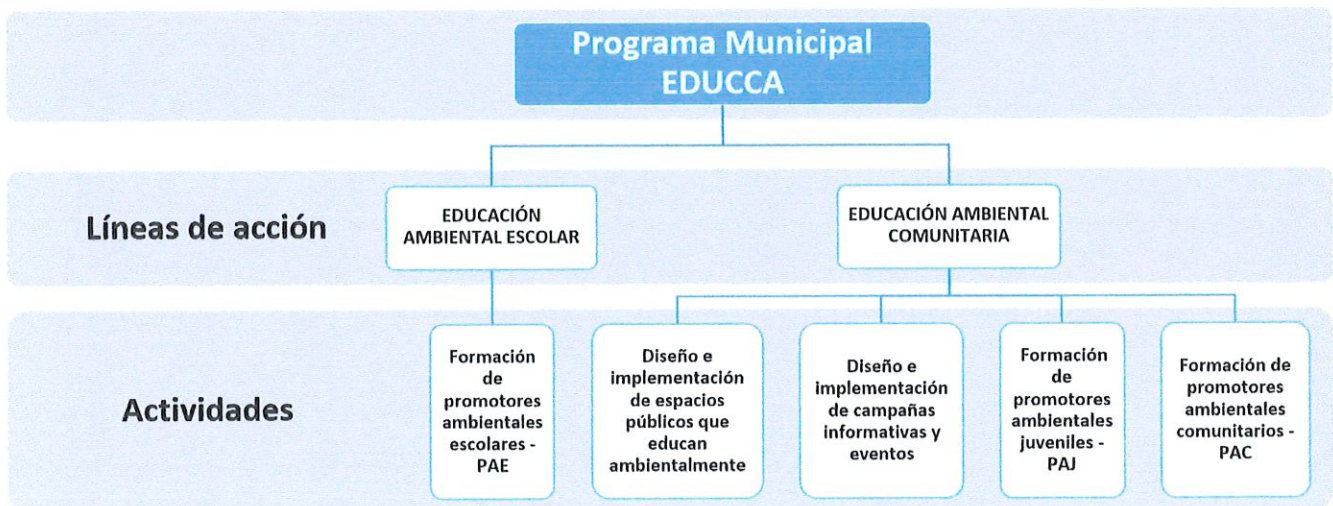 Programa Municipal
EDUCCA
Líneas de acción
EDUCACIÓN
AMBIENTAL ESCOLAR
EDUCACIÓN AMBIENTAL
COMUNITARIA
Actividades
Formación
de
promotores
ambientales
escolares -
PAE
Diseño e
implementación
de espacios
públicos que
educan
ambientalmente
Diseño e
implementación
de campañas
informativas y
eventos
Formación
de
promotores
ambientales
juveniles -
PAJ
Formación de
promotores
ambientales
comunitarios -
PAC